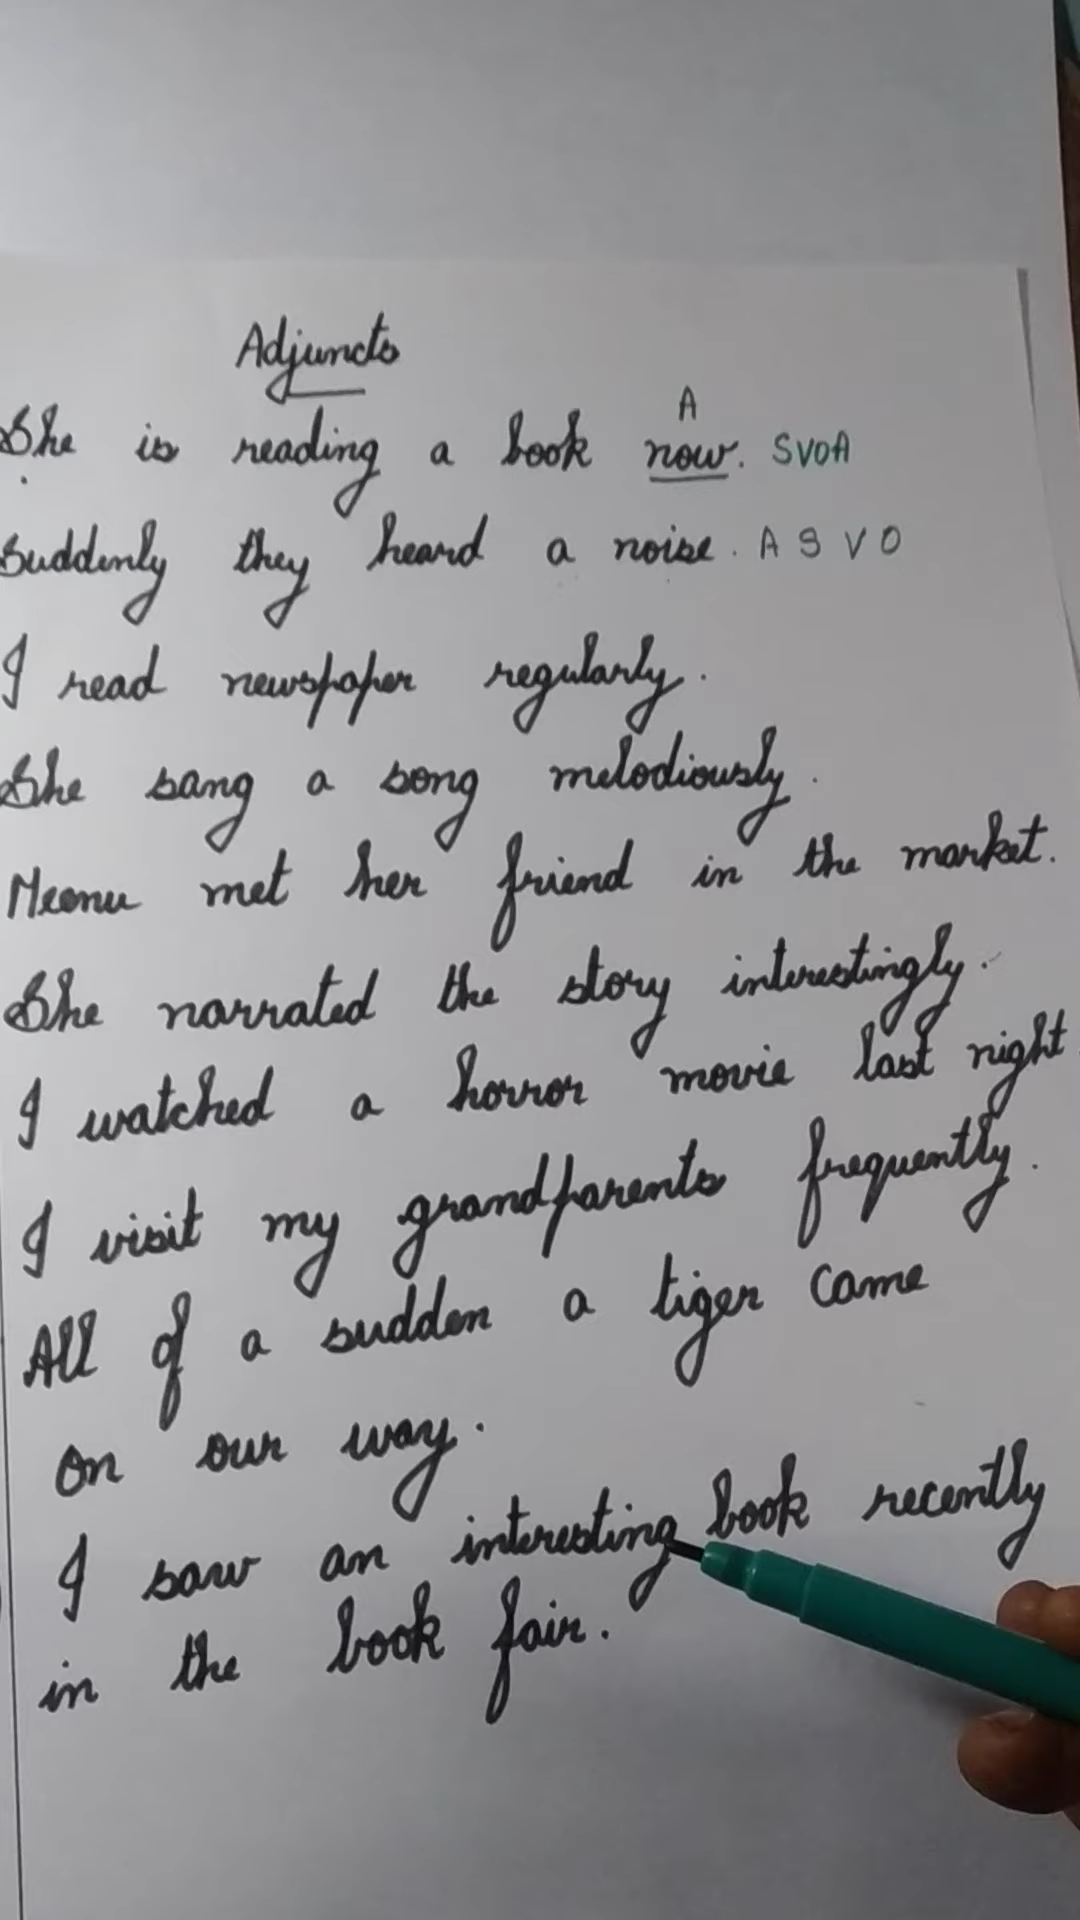 Adjuncts
A
She is reading a book now. SVOA
Suddenly they heard a noise. A S V O
I read newspaper regularly.
She sang a song melodiously.
Meenu met her friend in the market.
She narrated the story interestingly.
I watched a horror movie last night
I visit my grandparents frequently.
All of a sudden a tiger came
on our way.
I saw an interesting book recently
in the book fair.